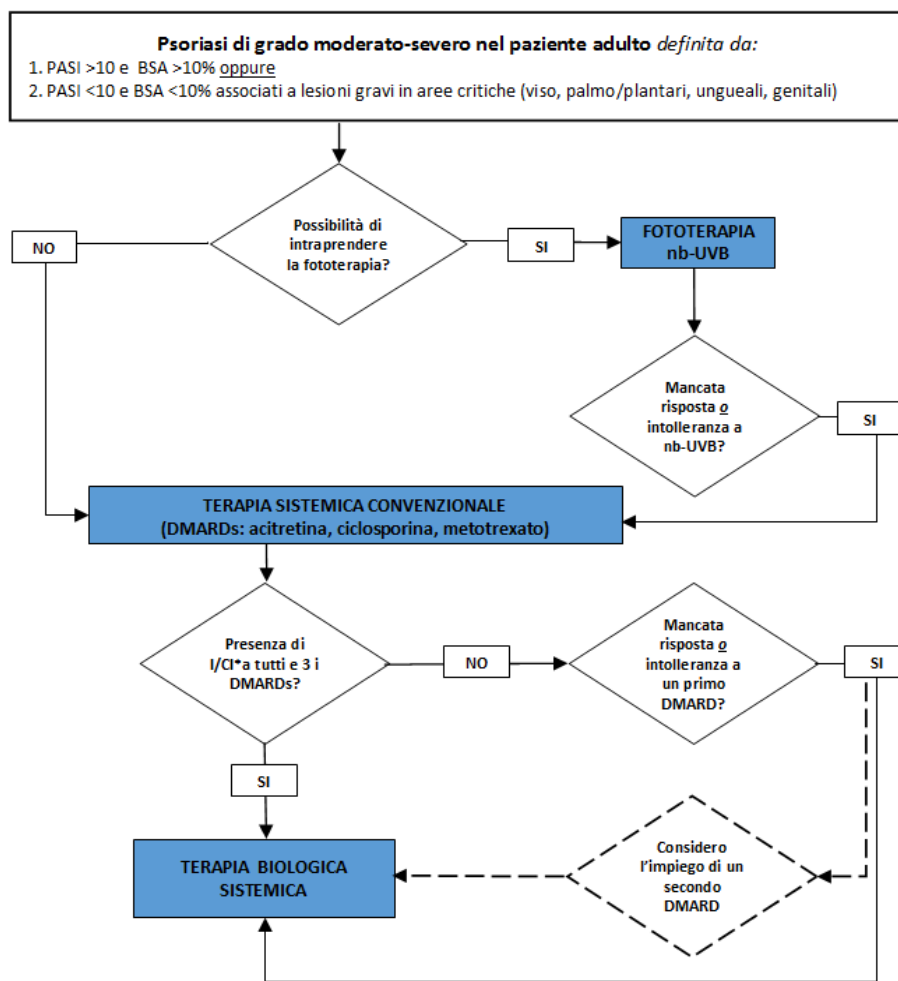 Psoriasi di grado moderato-severo nel paziente adulto definita da:
1. PASI >10 e BSA >10% oppure
2. PASI <10 e BSA <10% associati a lesioni gravi in aree critiche (viso, palmo/plantari, ungueali, genitali)
Possibilità di
intraprendere
la fototerapia?
NO
SI
FOTOTERAPIA
nb-UVB
Mancata
risposta o
intolleranza a
nb-UVB?
SI
TERAPIA SISTEMICA CONVENZIONALE
(DMARDs: acitretina, ciclosporina, metotrexato)
Presenza di
I/CI*a tutti e 3 i
DMARDs?
NO
Mancata
risposta o
intolleranza a
un primo
DMARD?
SI
SI
TERAPIA BIOLOGICA
SISTEMICA
Considero
l'impiego di un
secondo
DMARD